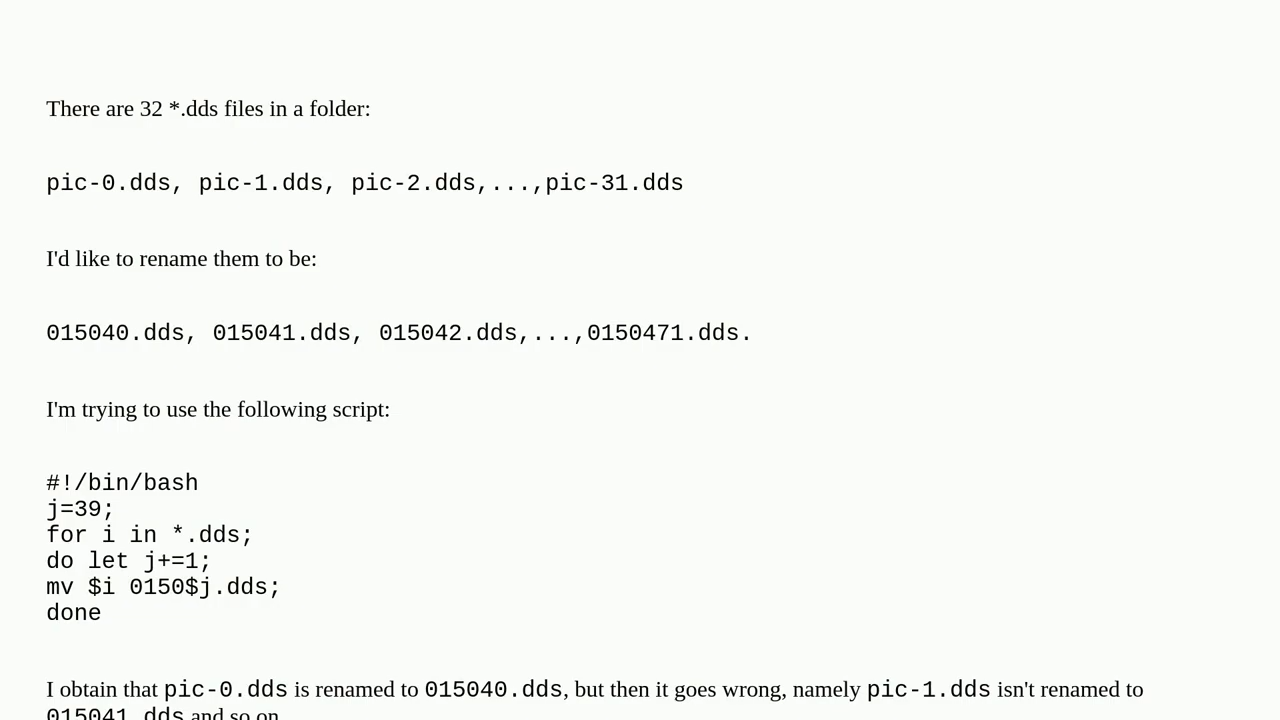 There are 32 *.dds files in a folder:
pic-0.dds, pic-1.dds, pic-2.dds,...,pic-31.dds
I'd like to rename them to be:
015040.dds, 015041.dds, 015042.dds,...,0150471.dds.
I'm trying to use the following script:
#!/bin/bash
j=39;
for i in *.dds;
do let j+=1;
mv $i 0150$j.dds;
done
I obtain that pic-0.dds is renamed to 015040.dds, but then it goes wrong, namely pic-1.dds isn't renamed to
015041.dds and so on.